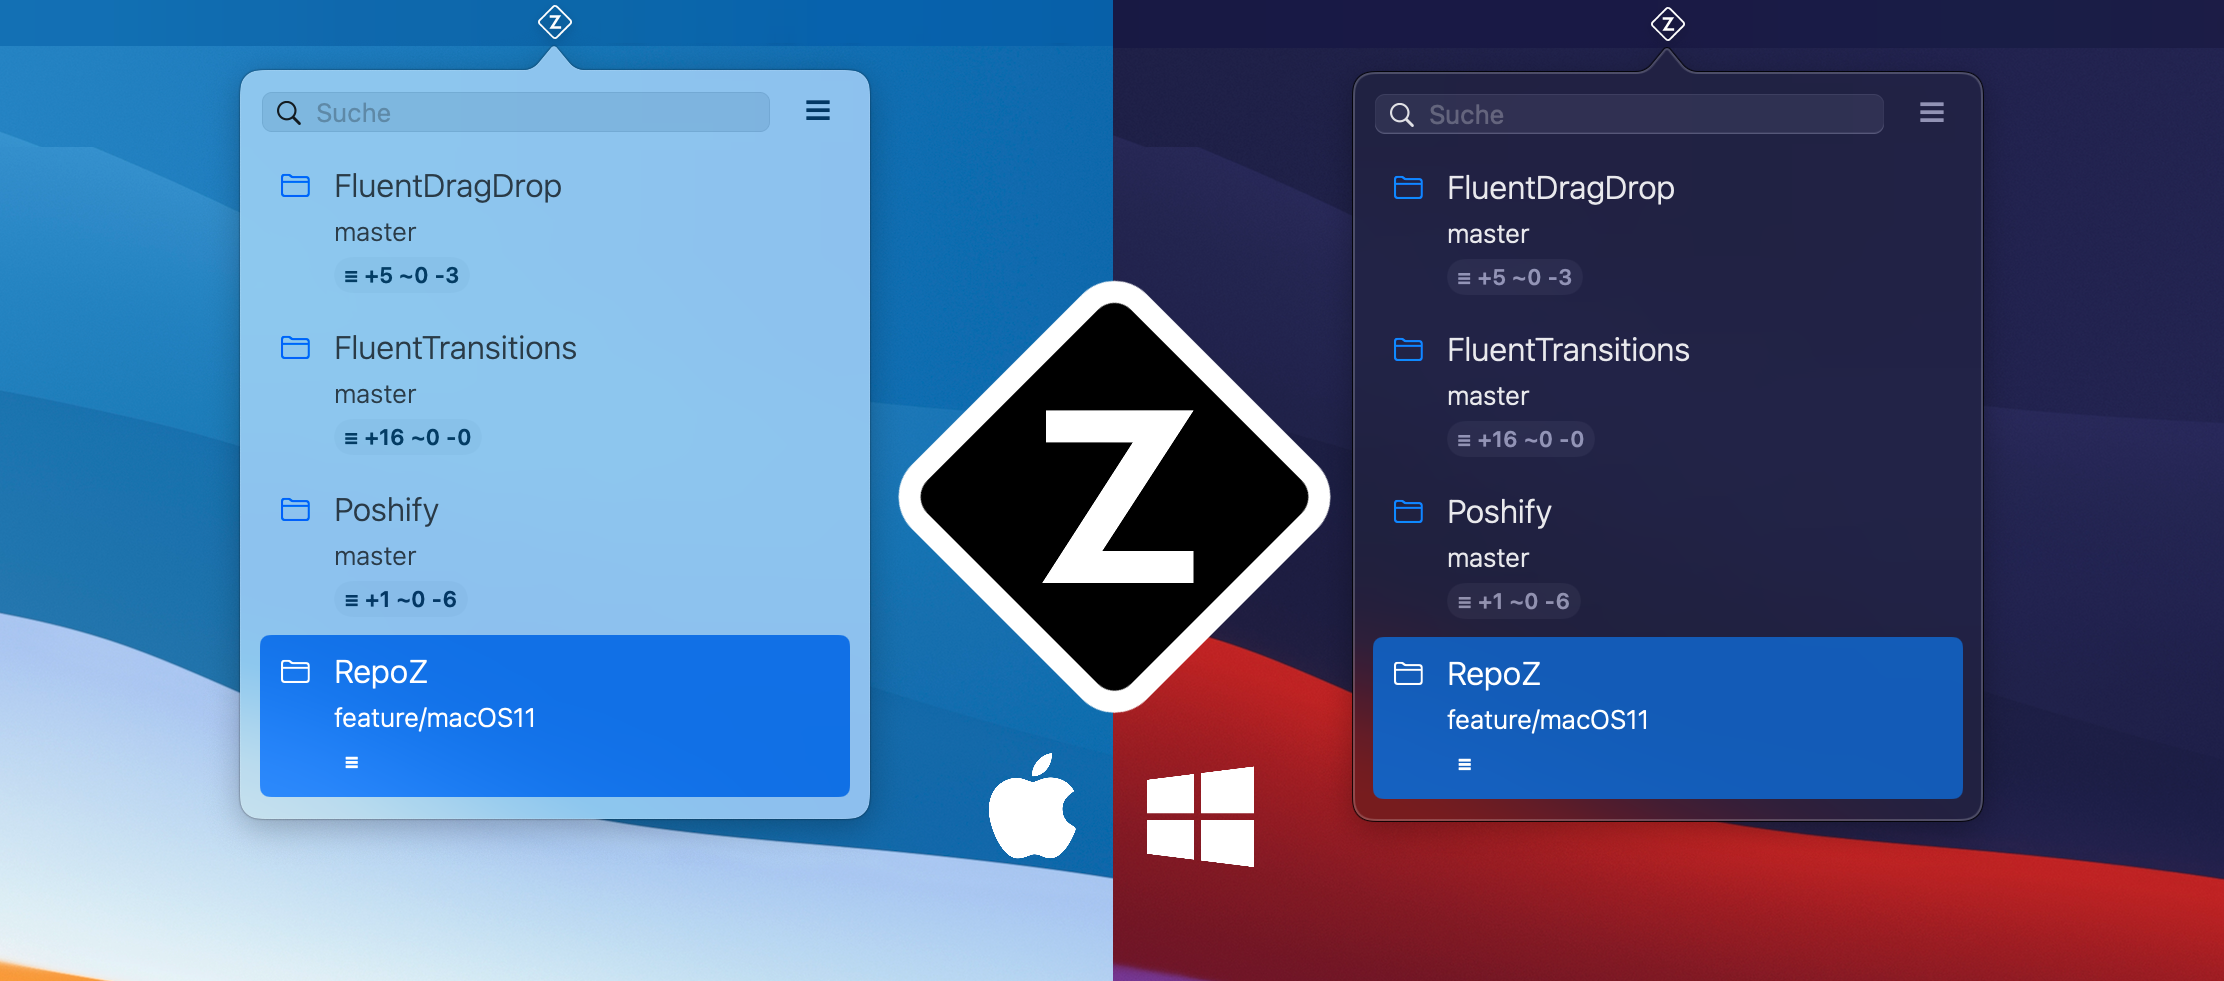 Z
Suche
FluentDragDrop
master
≡ +5 ~0 -3
FluentTransitions
master
≡ +16 ~0 -0
Poshify
master
≡ +1 ~0 -6
RepoZ
feature/macOS11
≡
Z
Z
Suche
FluentDragDrop
master
≡ +5 ~0 -3
FluentTransitions
master
≡ +16 ~0 -0
Poshify
master
≡ +1 ~0 -6
RepoZ
feature/macOS11
≡